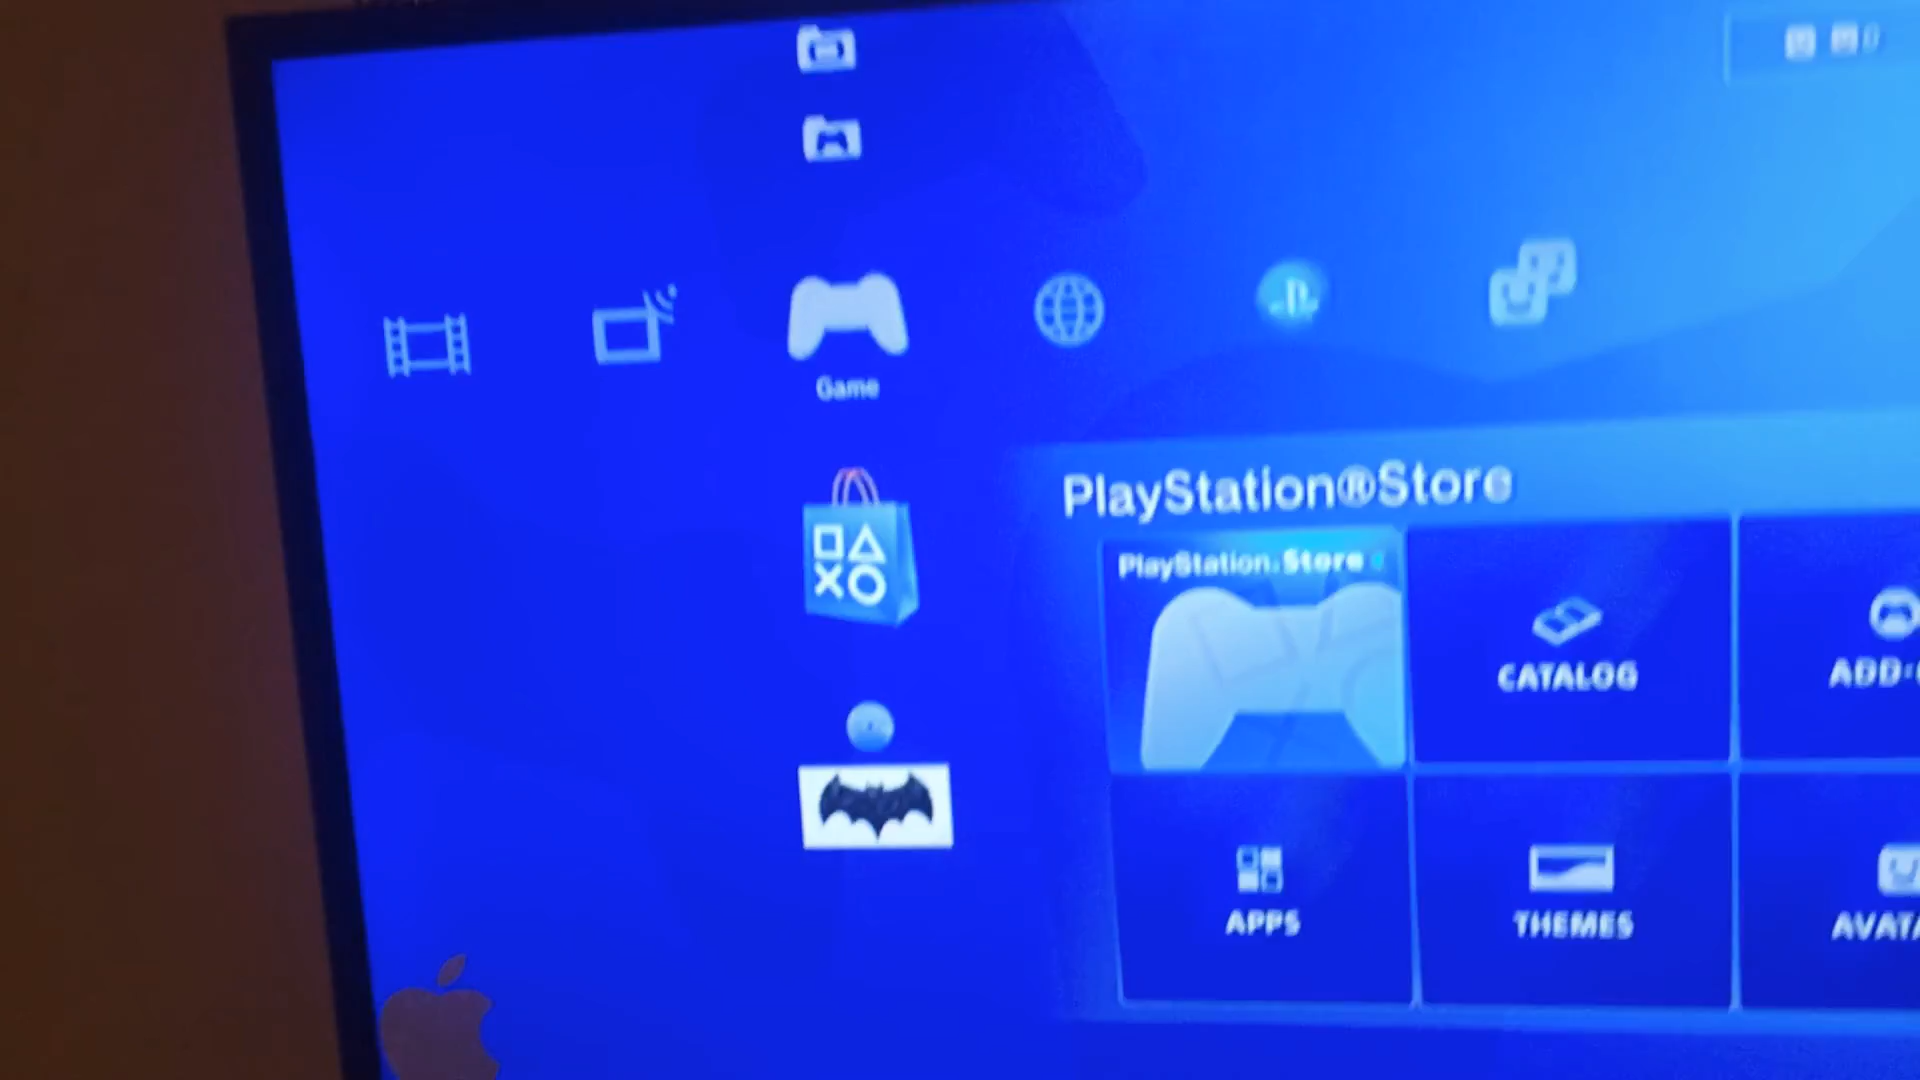 Game
PlayStation®Store
PlayStation.Store
CATALOG
APPS
THEMES